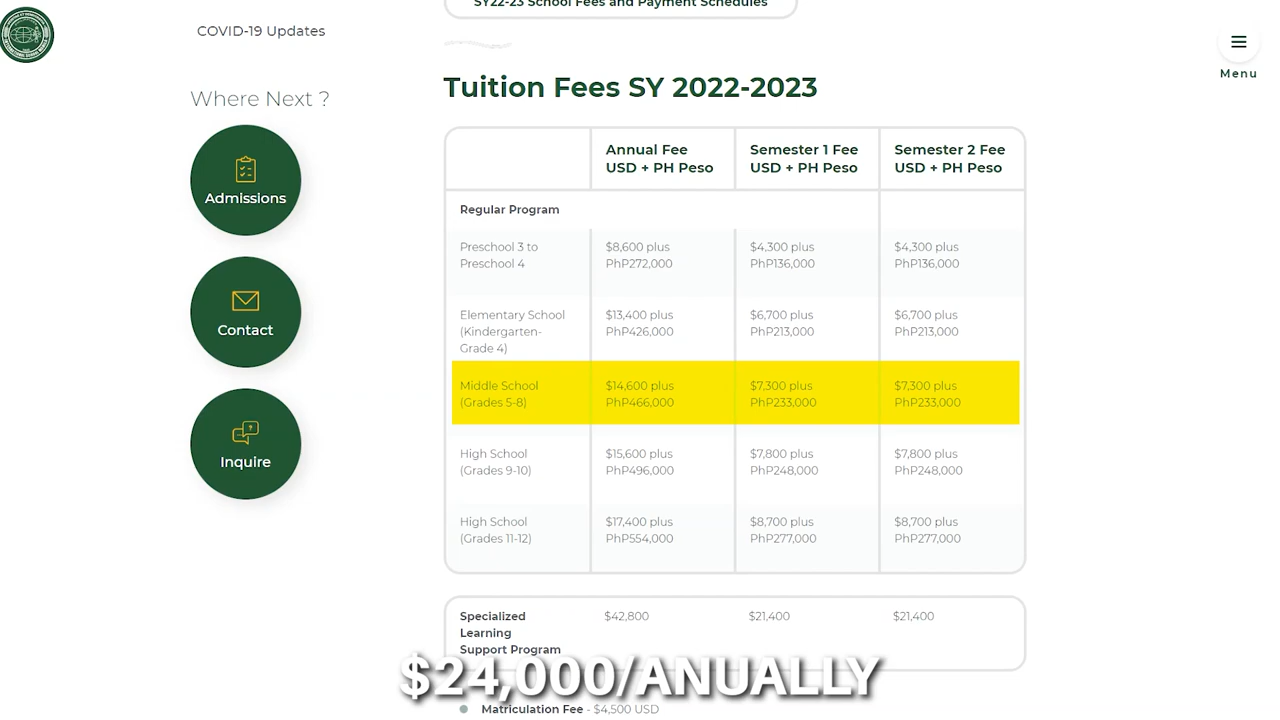 SY22-23 School Fees and Payment Schedules
COVID-19 Updates
Menu
Where Next ?
Admissions
Contact
Inquire
Tuition Fees SY 2022-2023
Annual Fee USD + PH Peso
Semester 1 Fee USD + PH Peso
Semester 2 Fee USD + PH Peso
Regular Program
Preschool 3 to $8,600 plus $4,300 plus $4,300 plus
Preschool 4 PhP272,000 PhP136,000 PhP136,000
Elementary School $13,400 plus $6,700 plus $6,700 plus
(Kindergarten- PhP426,000 PhP213,000 PhP213,000
Grade 4)
Middle School $14,600 plus $7,300 plus $7,300 plus
(Grades 5-8) PhP466,000 PhP233,000 PhP233,000
High School $15,600 plus $7,800 plus $7,800 plus
(Grades 9-10) PhP496,000 PhP248,000 PhP248,000
High School $17,400 plus $8,700 plus $8,700 plus
(Grades 11-12) PhP554,000 PhP277,000 PhP277,000
Specialized $42,800 $21,400 $21,400
Learning
Support Program
$24,000/ANUALLY
Matriculation Fee - $4,500 USD